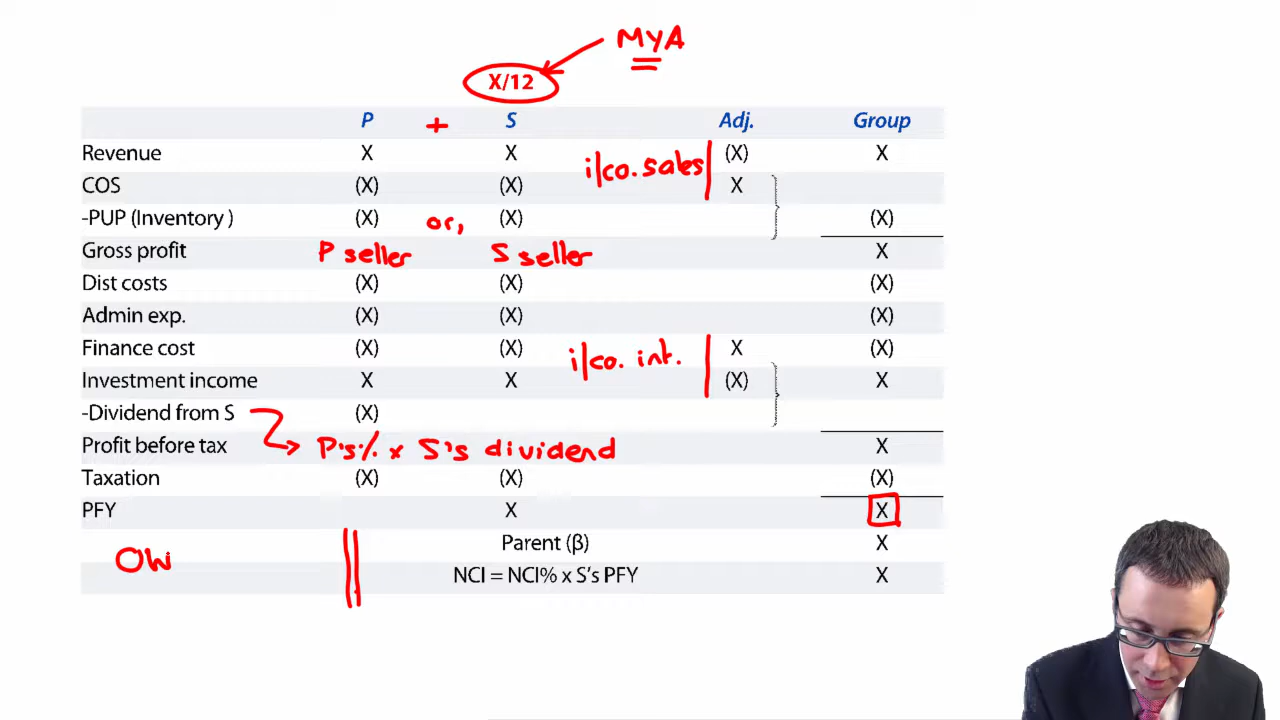 MYA
X/12
P + S Adj. Group
Revenue X X i/co. sales (X) X
COS (X) (X) X
-PUP (Inventory ) (X) or, (X) (X)
Gross profit P seller S seller X
Dist costs (X) (X) (X)
Admin exp. (X) (X) (X)
Finance cost (X) (X) i/co. int. X (X)
Investment income X X (X) X
-Dividend from S (X)
Profit before tax P's% x S's dividend X
Taxation (X) (X) (X)
PFY X X
Parent (β) X
OW
NCI = NCI% x S's PFY X